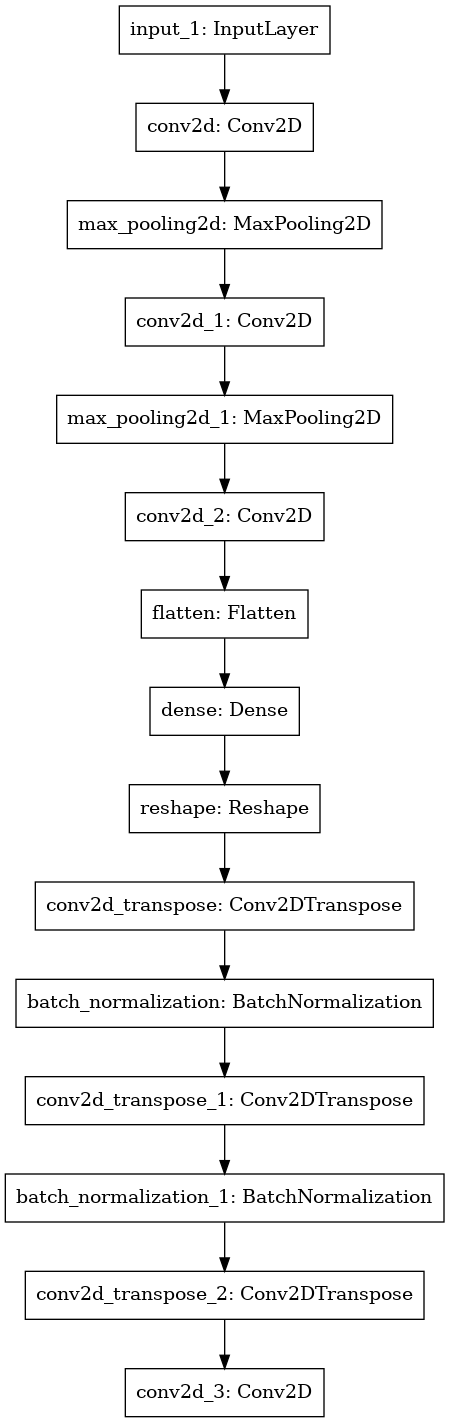 input_1: InputLayer
conv2d: Conv2D
max_pooling2d: MaxPooling2D
conv2d_1: Conv2D
max_pooling2d_1: MaxPooling2D
conv2d_2: Conv2D
flatten: Flatten
dense: Dense
reshape: Reshape
conv2d_transpose: Conv2DTranspose
batch_normalization: BatchNormalization
conv2d_transpose_1: Conv2DTranspose
batch_normalization_1: BatchNormalization
conv2d_transpose_2: Conv2DTranspose
conv2d_3: Conv2D